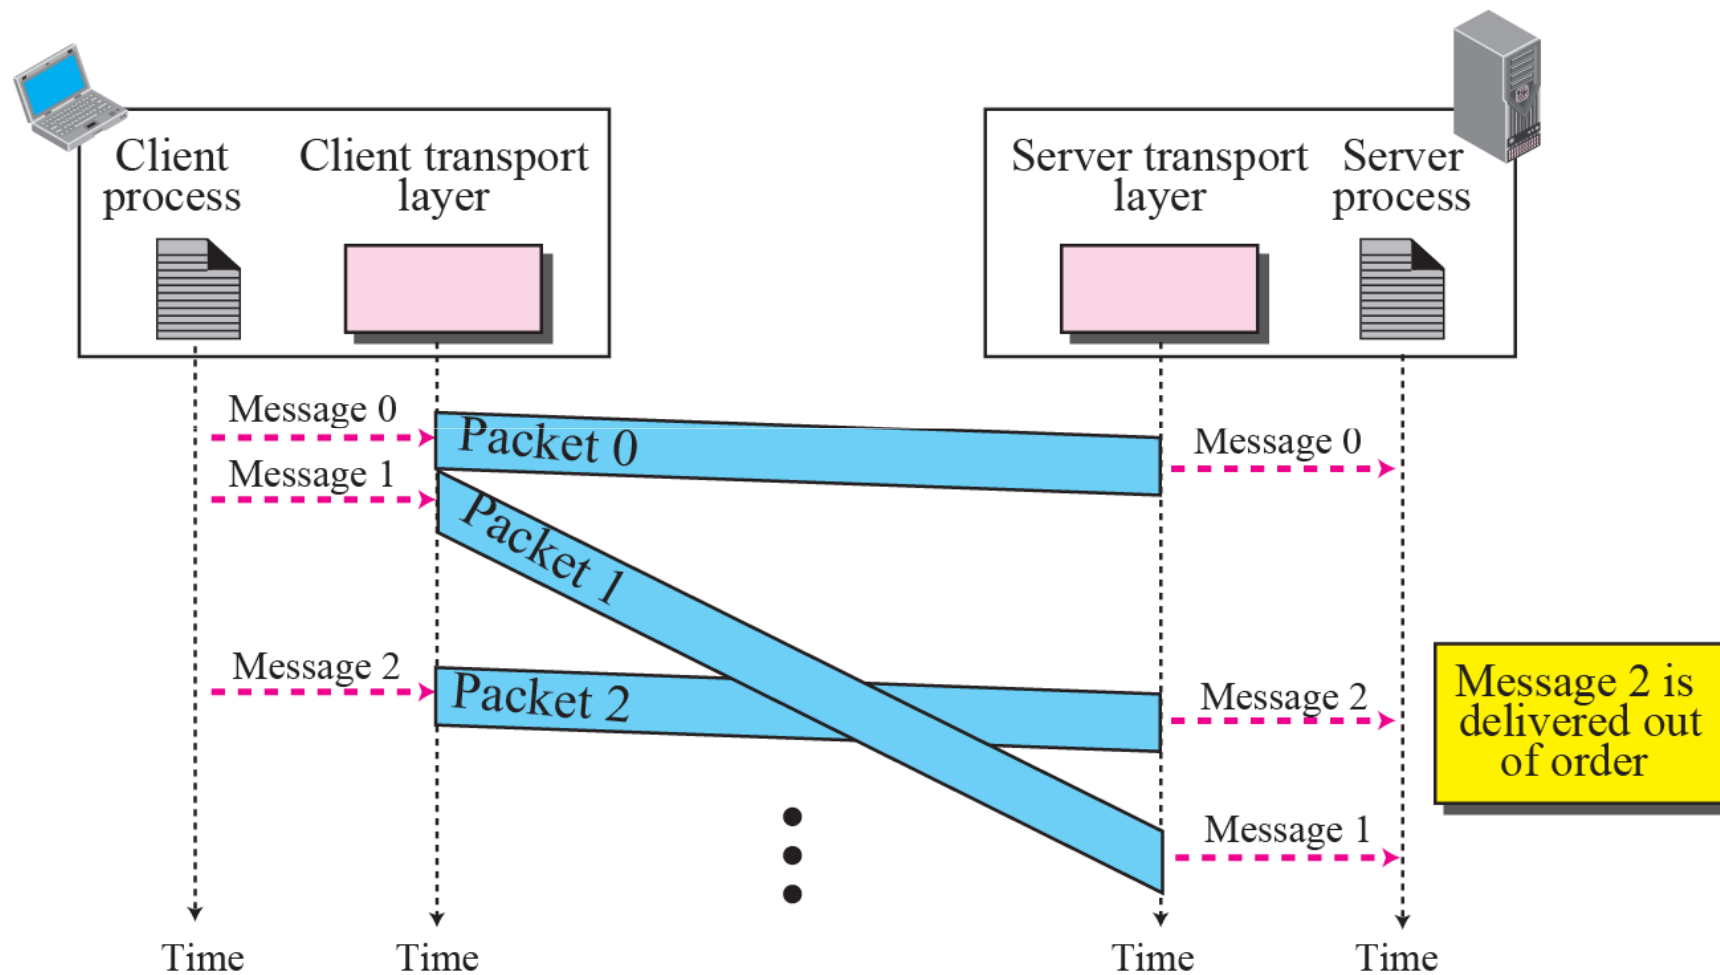 Client
process
Client transport
layer
Server transport
layer
Server
process
Message 0
Packet 0
Message 0
Message 1
Packet 1
Message 2
Packet 2
Message 2
Message 2 is
delivered out
of order
Message 1
Time
Time
Time
Time